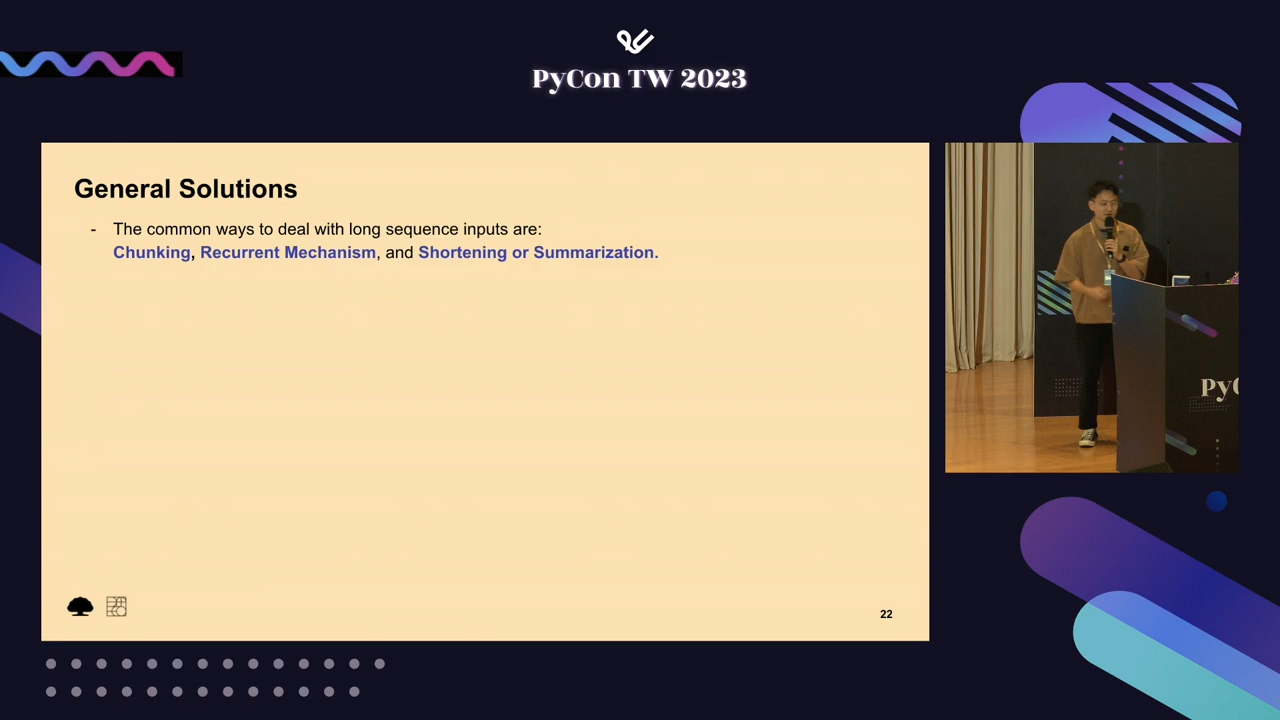 PyCon TW 2023
General Solutions
- The common ways to deal with long sequence inputs are:
Chunking, Recurrent Mechanism, and Shortening or Summarization.
22
PyC